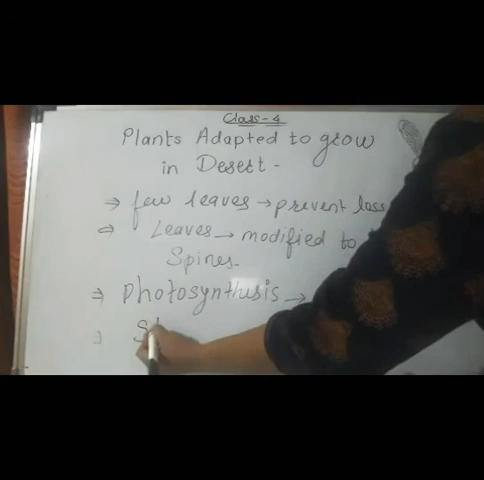 Class-4
Plants Adapted to grow
in Desert -
⇒ few leaves → prevent loss
⇒ Leaves → modified to
Spines.
⇒ Photosynthesis →